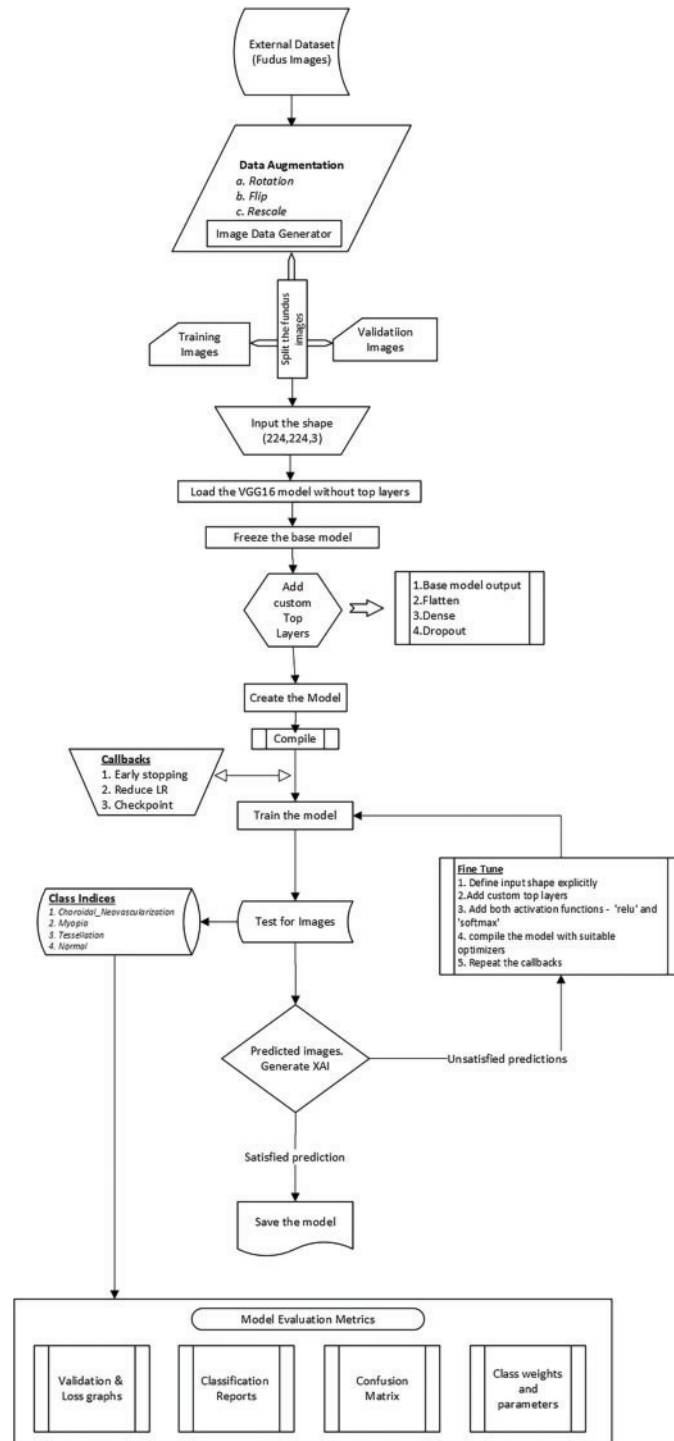 External Dataset
(Fudus Images)
Data Augmentation
a. Rotation
b. Flip
c. Rescale
Image Data Generator
Split the fundus
images
Training
Images
Validatiion
Images
Input the shape
(224,224,3)
Load the VGG16 model without top layers
Freeze the base model
Add
custom
Top
Layers
1.Base model output
2.Flatten
3.Dense
4.Dropout
Create the Model
Compile
Callbacks
1. Early stopping
2. Reduce LR
3. Checkpoint
Train the model
Fine Tune
1. Define input shape explicitly
2.Add custom top layers
3. Add both activation functions - 'relu' and
'softmax'
4. compile the model with suitable
optimizers
5. Repeat the callbacks
Class Indices
1. Choroidal_Neovascularization
2. Myopia
3. Tessellation
4. Normal
Test for Images
Predicted images.
Generate XAI
Unsatisfied predictions
Satisfied prediction
Save the model
Model Evaluation Metrics
Validation &
Loss graphs
Classification
Reports
Confusion
Matrix
Class weights
and
parameters